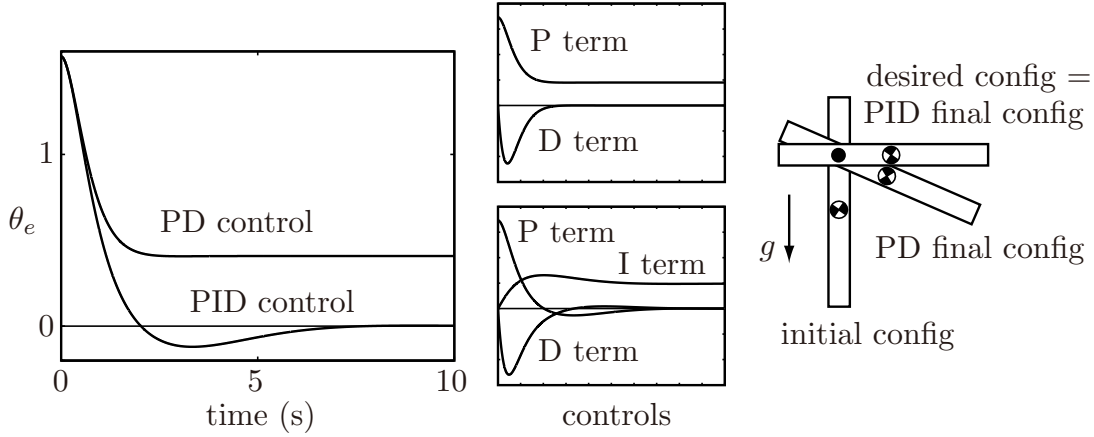 1
θe
0
PD control
PID control
0
5
10
time (s)
P term
D term
P term
I term
D term
controls
desired config =
PID final config
g
PD final config
initial config